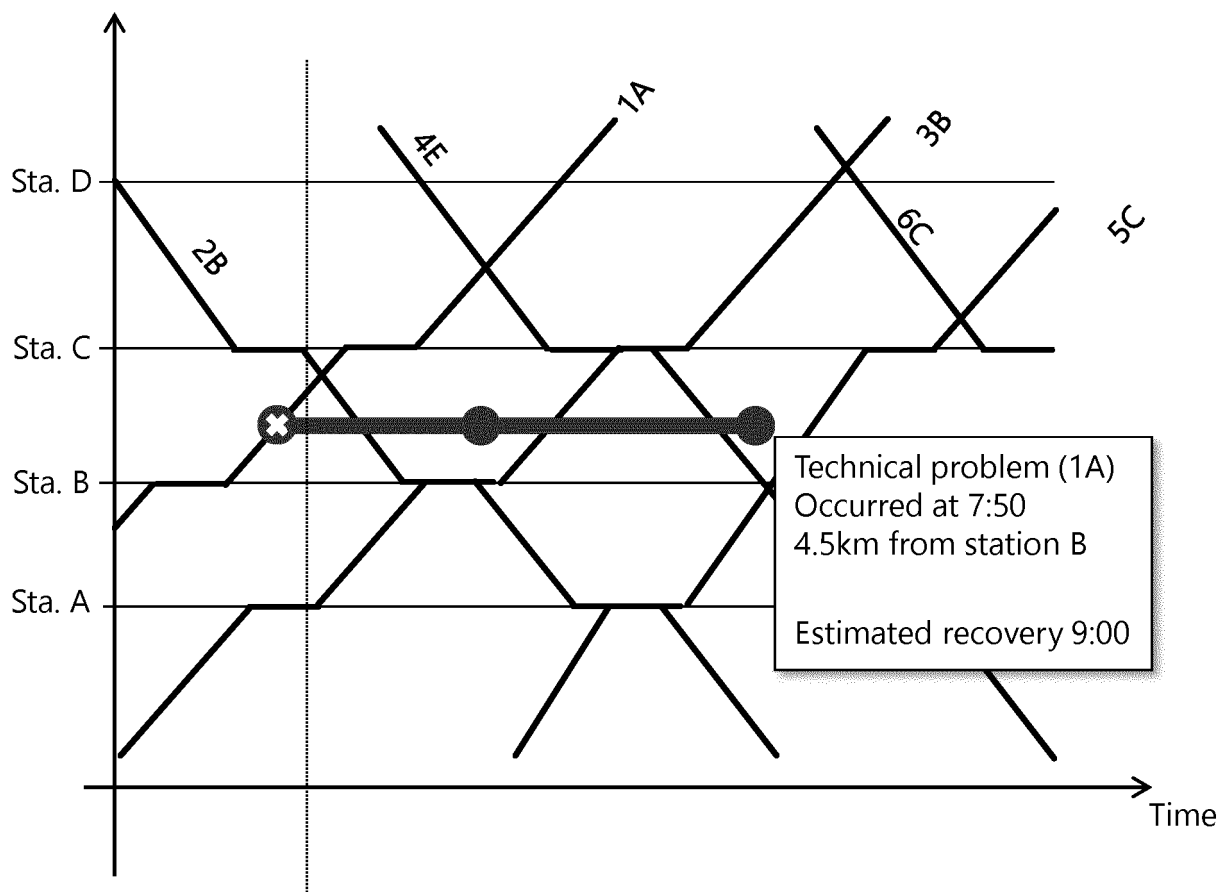 1A
4E
3B
Sta. D
6C
5C
2B
Sta. C
Technical problem (1A)
Sta. B
Occurred at 7:50
4.5km from station B
Sta. A
Estimated recovery 9:00
Time